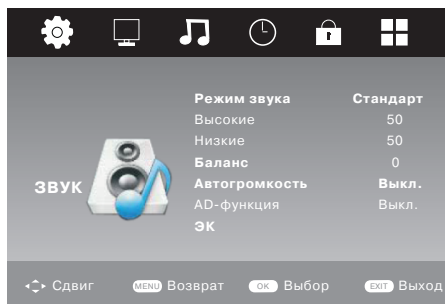 Режим звука Стандарт
Высокие 50
Низкие 50
Баланс 0
ЗВУК
Автогромкость Выкл.
AD-функция Выкл.
ЭК
Сдвиг MENU Возврат OK Выбор EXIT Выход